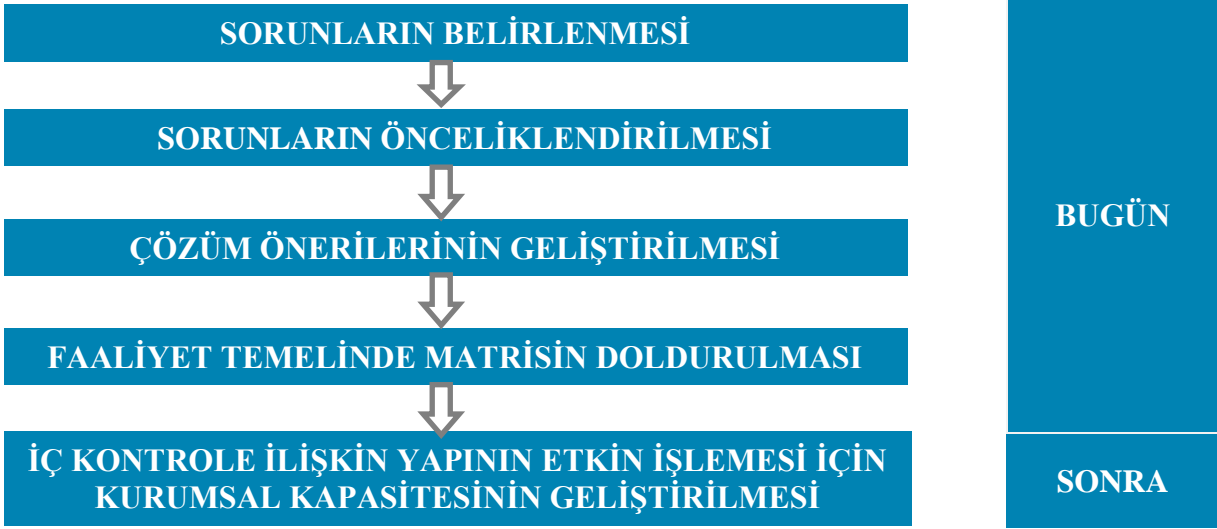 SORUNLARIN BELİRLENMESİ
SORUNLARIN ÖNCELİKLENDİRİLMESİ
ÇÖZÜM ÖNERİLERİNİN GELİŞTİRİLMESİ
FAALİYET TEMELİNDE MATRİSİN DOLDURULMASI
İÇ KONTROLE İLİŞKİN YAPININ ETKİN İŞLEMESİ İÇİN
KURUMSAL KAPASİTESİNİN GELİŞTİRİLMESİ
BUGÜN
SONRA